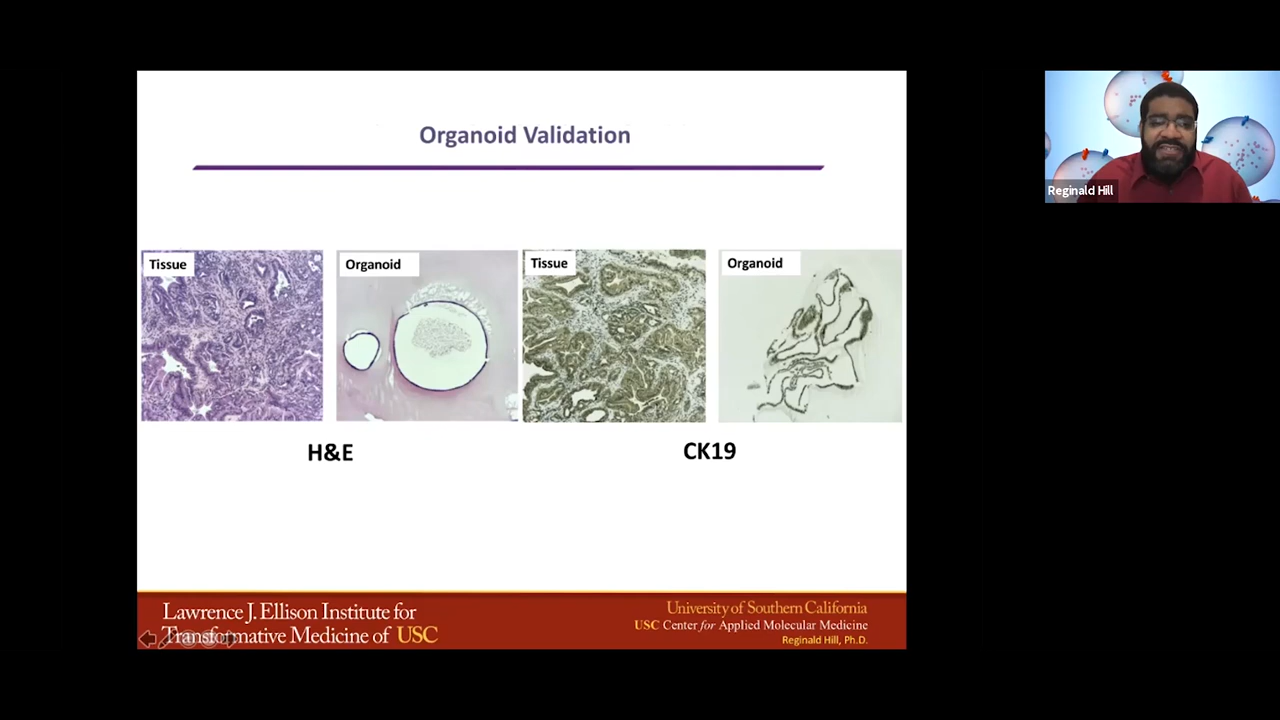 Organoid Validation
Tissue
Organoid
Tissue
Organoid
H&E
CK19
Lawrence J. Ellison Institute for
Transformative Medicine of USC
University of Southern California
USC Center for Applied Molecular Medicine
Reginald Hill, Ph.D.
Reginald Hill